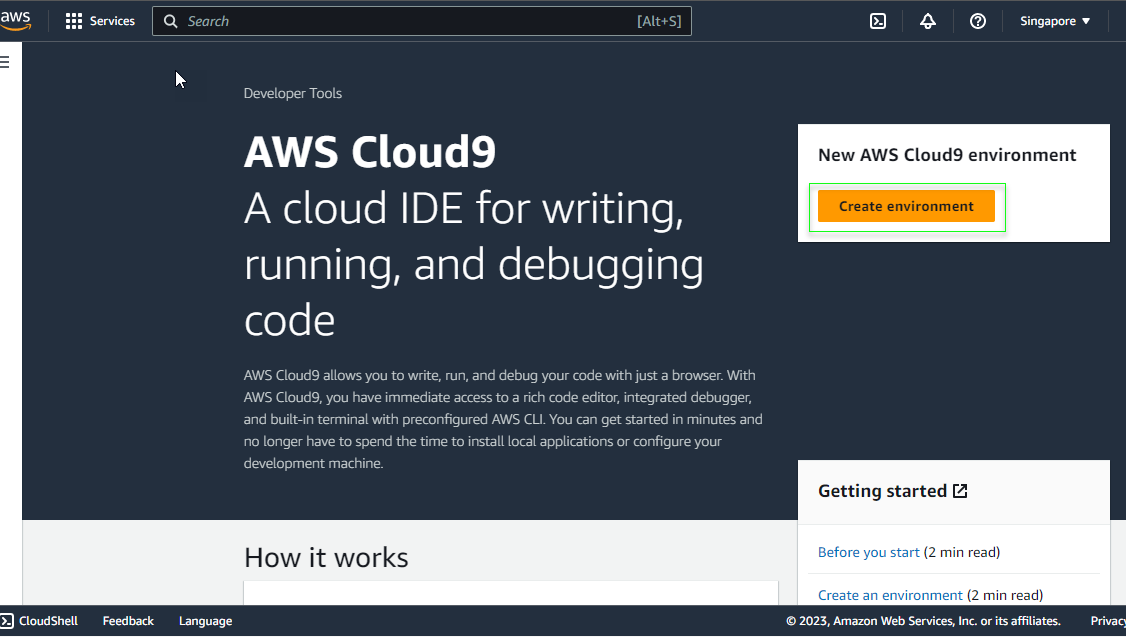 aws
Services
Search
[Alt+S]
Singapore
Developer Tools
AWS Cloud9
A cloud IDE for writing,
running, and debugging
code
AWS Cloud9 allows you to write, run, and debug your code with just a browser. With
AWS Cloud9, you have immediate access to a rich code editor, integrated debugger,
and built-in terminal with preconfigured AWS CLI. You can get started in minutes and
no longer have to spend the time to install local applications or configure your
development machine.
New AWS Cloud9 environment
Create environment
Getting started
Before you start (2 min read)
Create an environment (2 min read)
How it works
CloudShell
Feedback
Language
© 2023, Amazon Web Services, Inc. or its affiliates.
Privacy